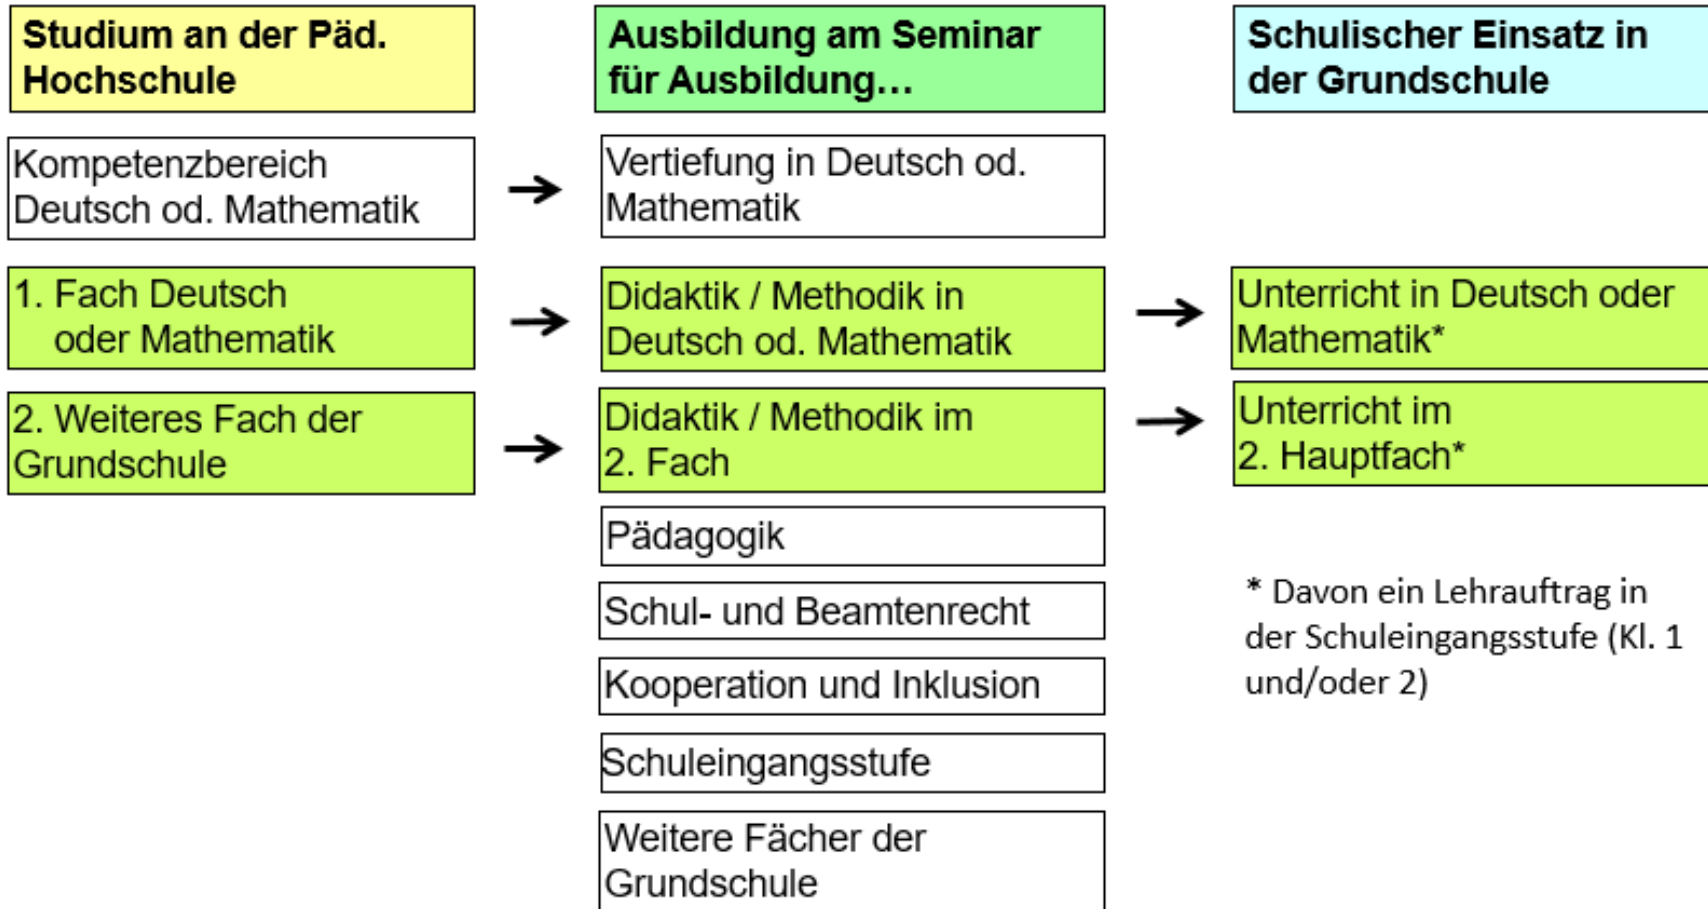 Studium an der Päd.
Hochschule
Ausbildung am Seminar
für Ausbildung...
Schulischer Einsatz in
der Grundschule
Kompetenzbereich
Deutsch od. Mathematik
Vertiefung in Deutsch od.
Mathematik
1. Fach Deutsch
oder Mathematik
Didaktik / Methodik in
Deutsch od. Mathematik
Unterricht in Deutsch oder
Mathematik*
2. Weiteres Fach der
Grundschule
Didaktik / Methodik im
2. Fach
Unterricht im
2. Hauptfach*
Pädagogik
Schul- und Beamtenrecht
Kooperation und Inklusion
Schuleingangsstufe
Weitere Fächer der
Grundschule
* Davon ein Lehrauftrag in
der Schuleingangsstufe (Kl. 1
und/oder 2)